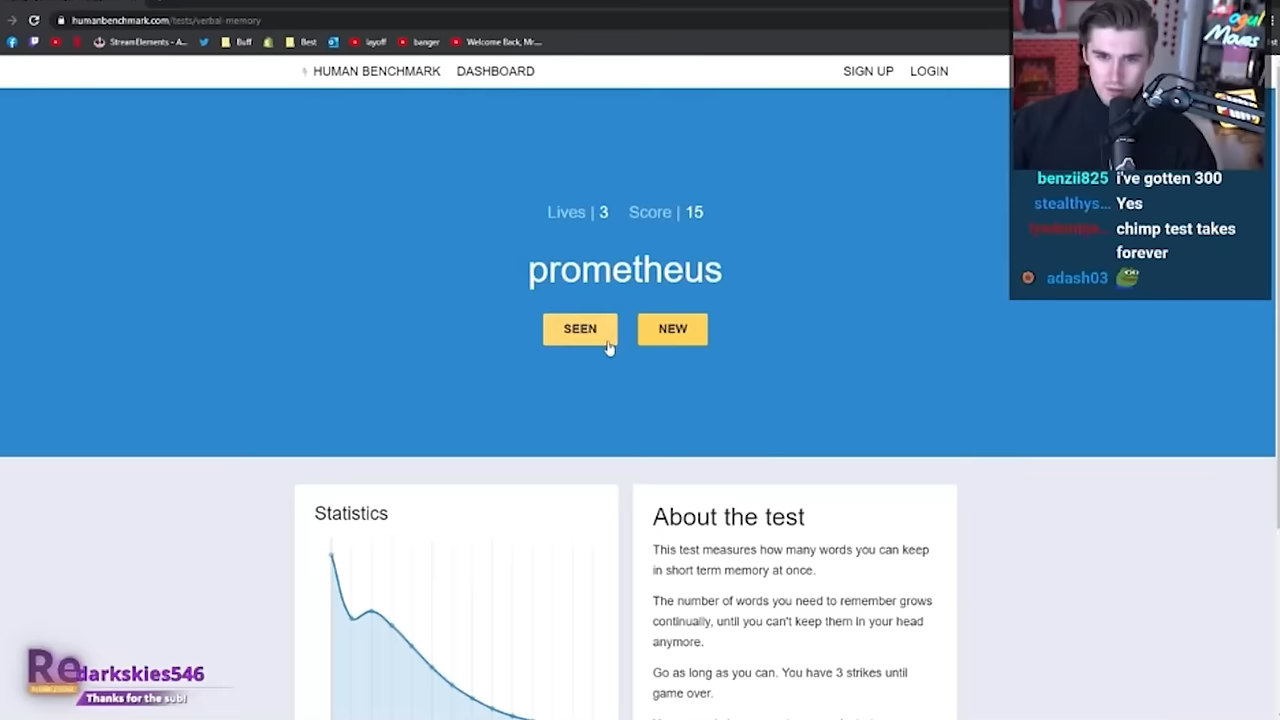 humanbenchmark.com/tests/verbal-memory
StreamElements - A...
Buff
Best
layoff
banger
Welcome Back, Mr....
HUMAN BENCHMARK
DASHBOARD
SIGN UP
LOGIN
Mogul
Moves
benzii825 i've gotten 300
stealthys... Yes
chimp test takes
forever
adash03
Lives | 3 Score | 15
prometheus
SEEN
NEW
Statistics
About the test
This test measures how many words you can keep
in short term memory at once.
The number of words you need to remember grows
continually, until you can't keep them in your head
anymore.
Go as long as you can. You have 3 strikes until
game over.
Re
darkskies546
Thanks for the sub!